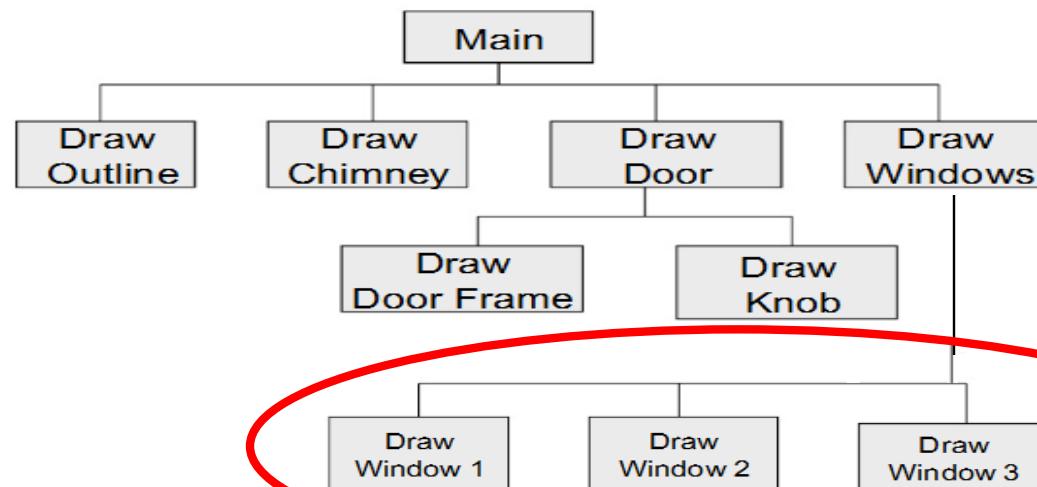 Main
Draw
Outline
Draw
Chimney
Draw
Door
Draw
Windows
Draw
Door Frame
Draw
Knob
Draw
Window 1
Draw
Window 2
Draw
Window 3